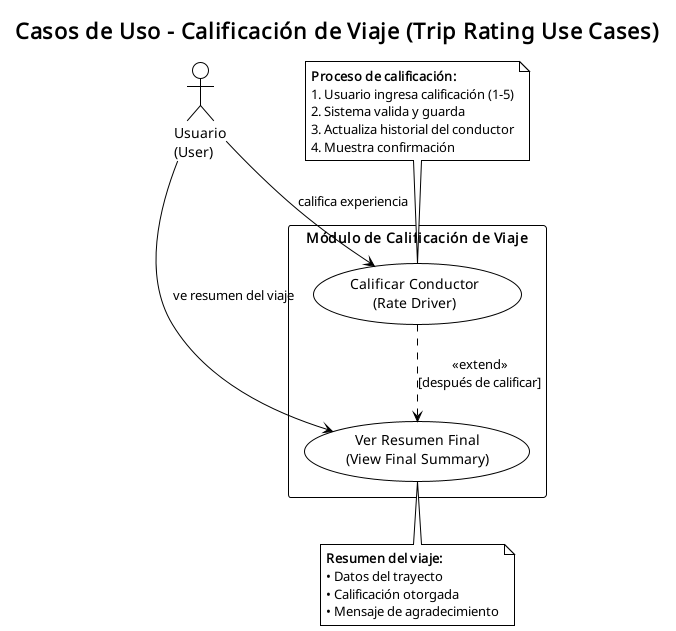 Casos de Uso - Calificación de Viaje (Trip Rating Use Cases)
Usuario
(User)
Proceso de calificación:
1. Usuario ingresa calificación (1-5)
2. Sistema valida y guarda
3. Actualiza historial del conductor
4. Muestra confirmación
califica experiencia
Módulo de Calificación de Viaje
Calificar Conductor
(Rate Driver)
ve resumen del viaje
«extend»
[después de calificar]
Ver Resumen Final
(View Final Summary)
Resumen del viaje:
• Datos del trayecto
• Calificación otorgada
• Mensaje de agradecimiento